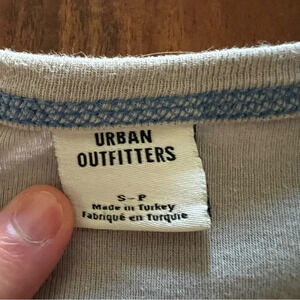 URBAN
OUTFITTERS
S-P
Made in Turkey
Fabriqué en Turquie